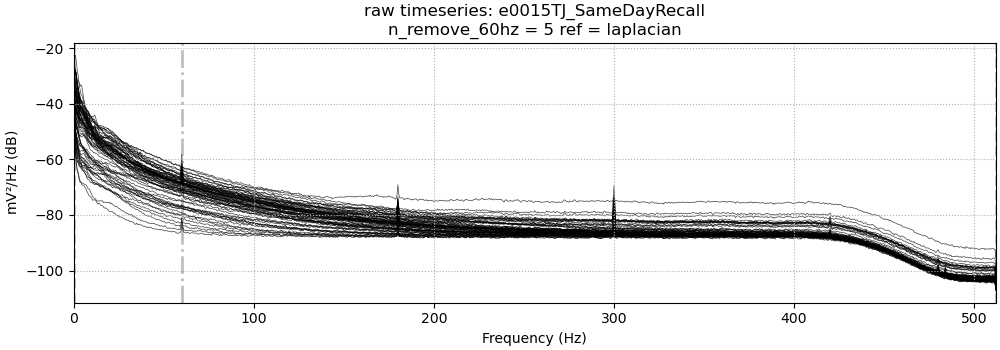 raw timeseries: e0015TJ_SameDayRecall
n_remove_60hz = 5 ref = laplacian
mV²/Hz (dB)
−20
−40
−60
−80
−100
0 100 200 300 400 500
Frequency (Hz)